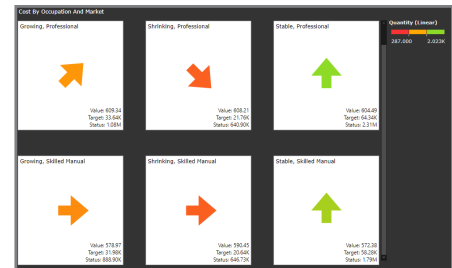 Cost By Occupation And Market
Growing, Professional
Value: 609.34
Target: 33.64K
Status: 1.08M
Shrinking, Professional
Value: 608.21
Target: 21.76K
Status: 640.90K
Stable, Professional
Value: 604.49
Target: 64.34K
Status: 2.31M
Quantity (Linear)
287.000 2.023K
Growing, Skilled Manual
Value: 578.97
Target: 31.98K
Status: 888.90K
Shrinking, Skilled Manual
Value: 590.45
Target: 20.64K
Status: 646.73K
Stable, Skilled Manual
Value: 572.38
Target: 58.28K
Status: 1.79M